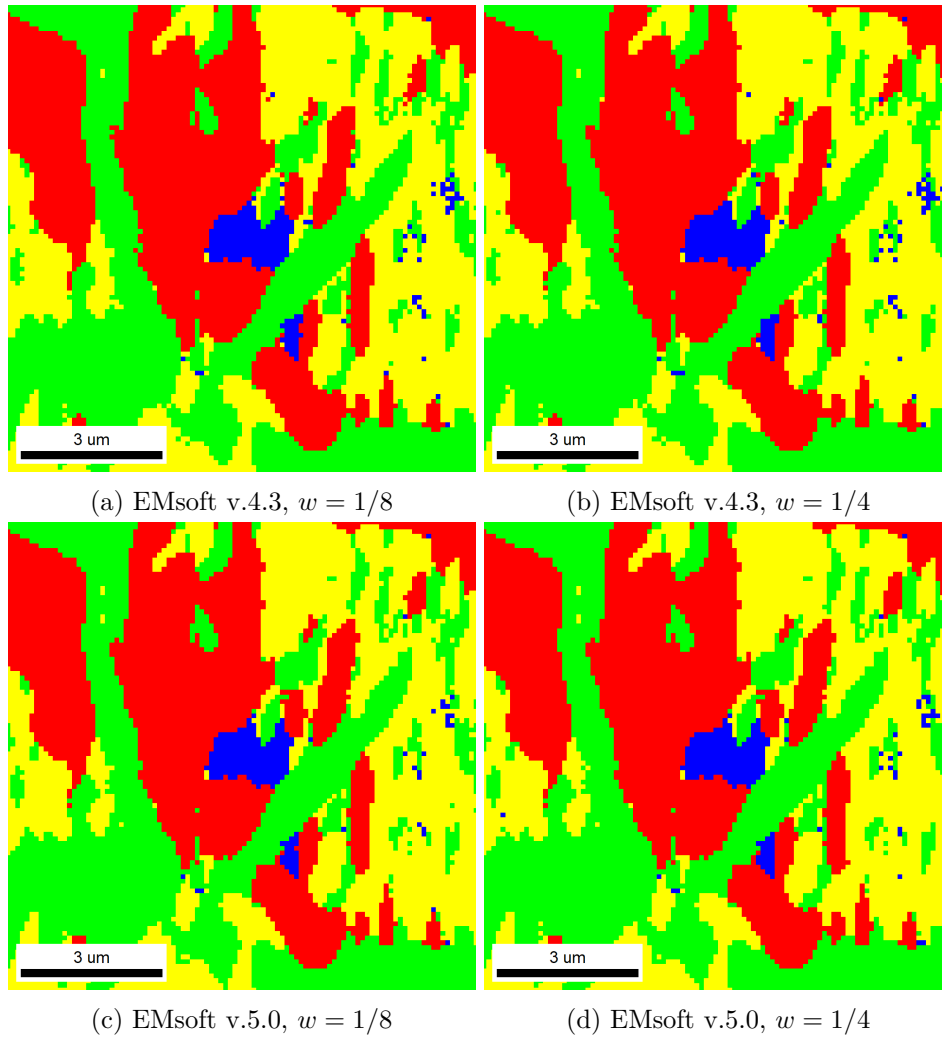 3 um
3 um
(a) EMsoft v.4.3, w = 1/8
(b) EMsoft v.4.3, w = 1/4
3 um
3 um
(c) EMsoft v.5.0, w = 1/8
(d) EMsoft v.5.0, w = 1/4